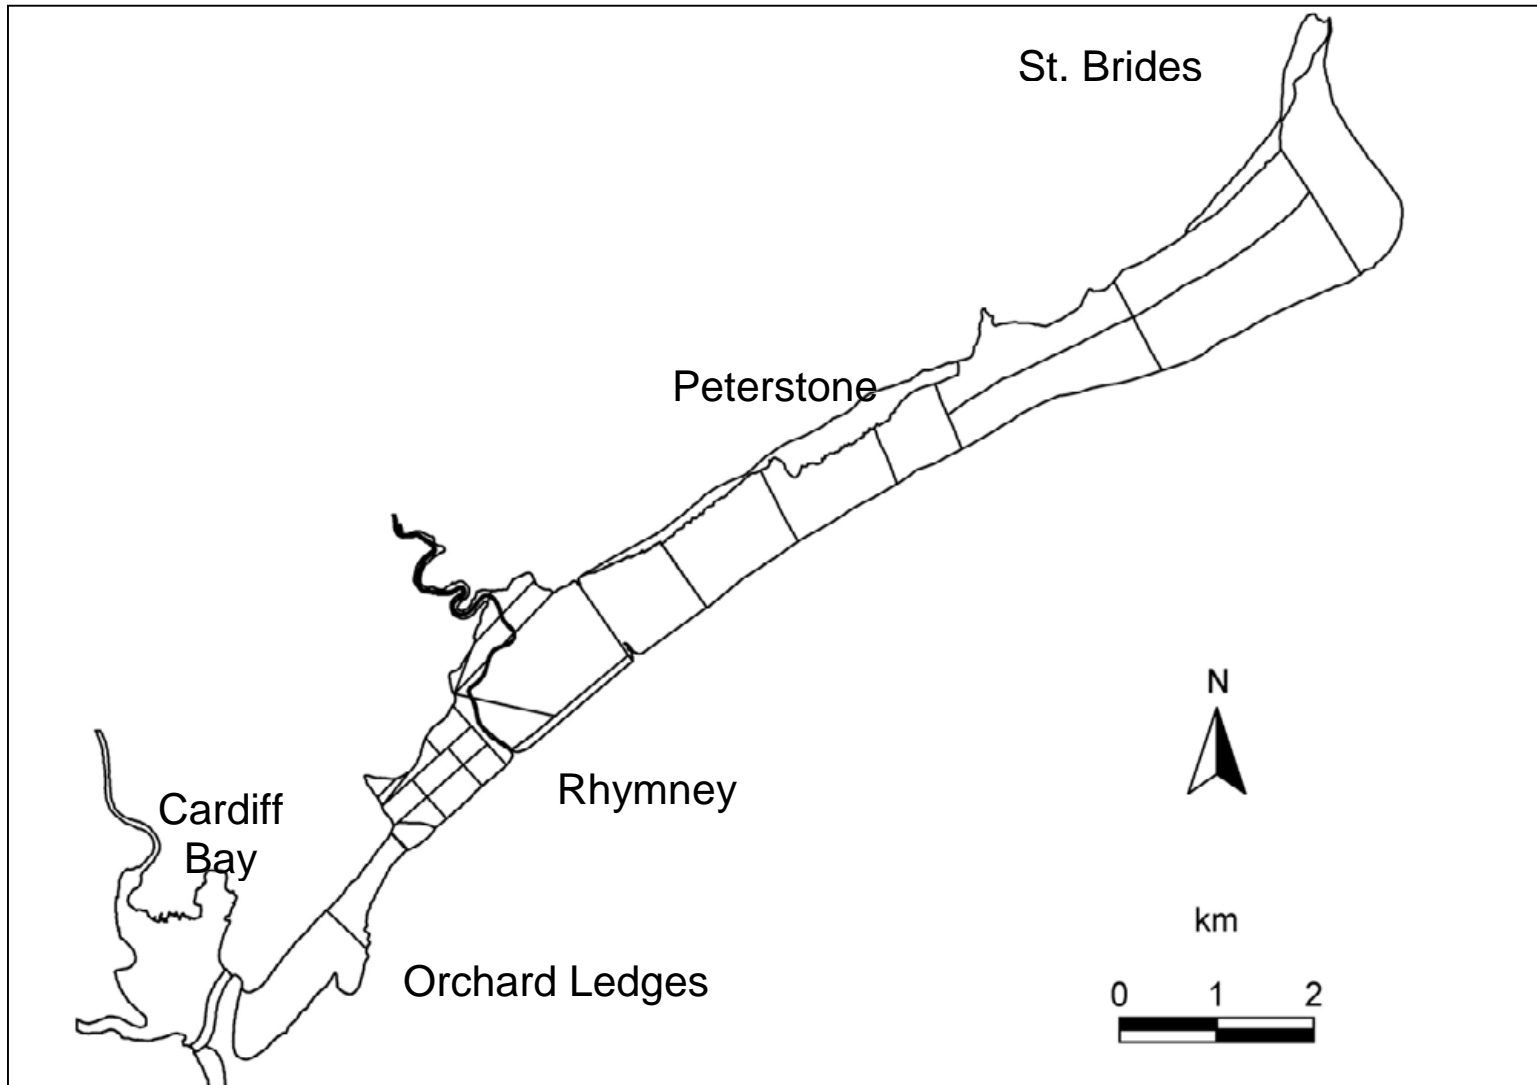 St. Brides
Peterstone
N
Rhymney
Cardiff
Bay
km
Orchard Ledges
0 1 2